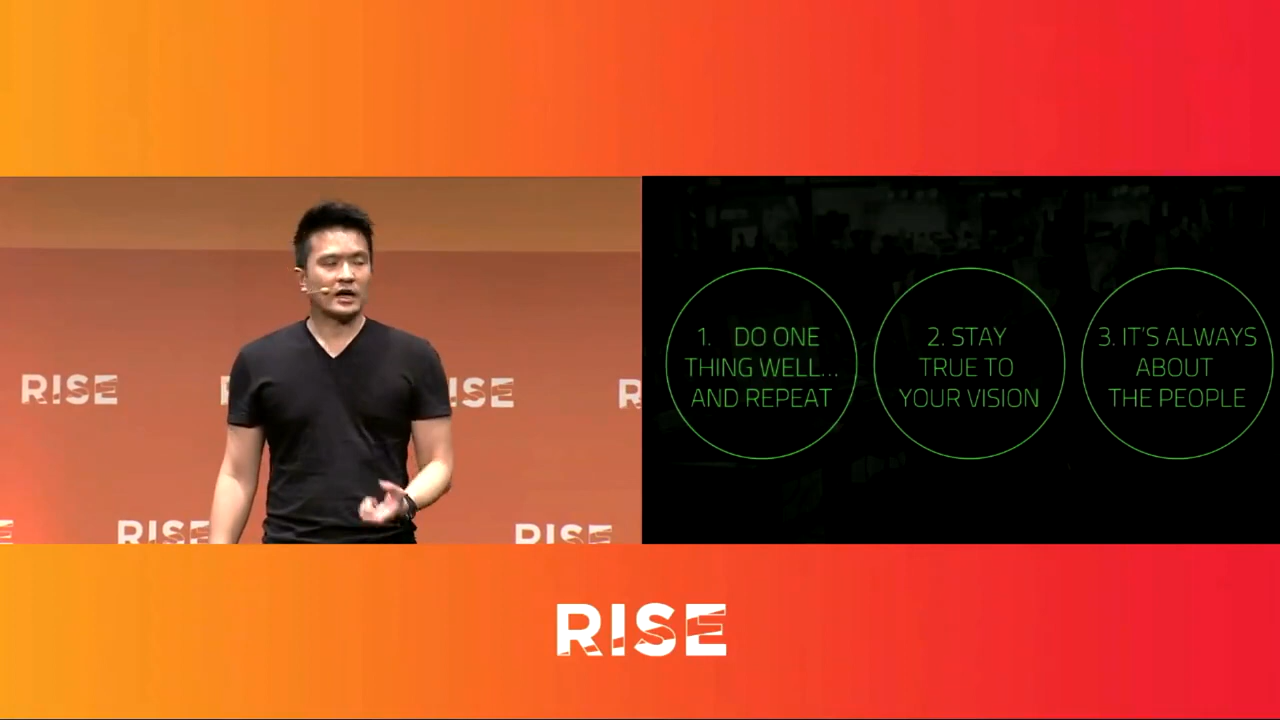 RISE
RISE
R
RISE
RISE
1. DO ONE
THING WELL...
AND REPEAT
2. STAY
TRUE TO
YOUR VISION
3. IT'S ALWAYS
ABOUT
THE PEOPLE
RISE